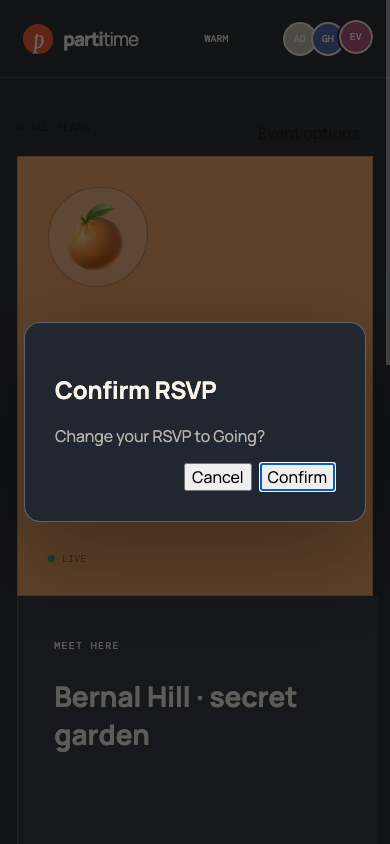 p partitime
WARM
AD
GH
EV
← ALL PLANS
Event options
Confirm RSVP
Change your RSVP to Going?
Cancel
Confirm
LIVE
MEET HERE
Bernal Hill · secret
garden